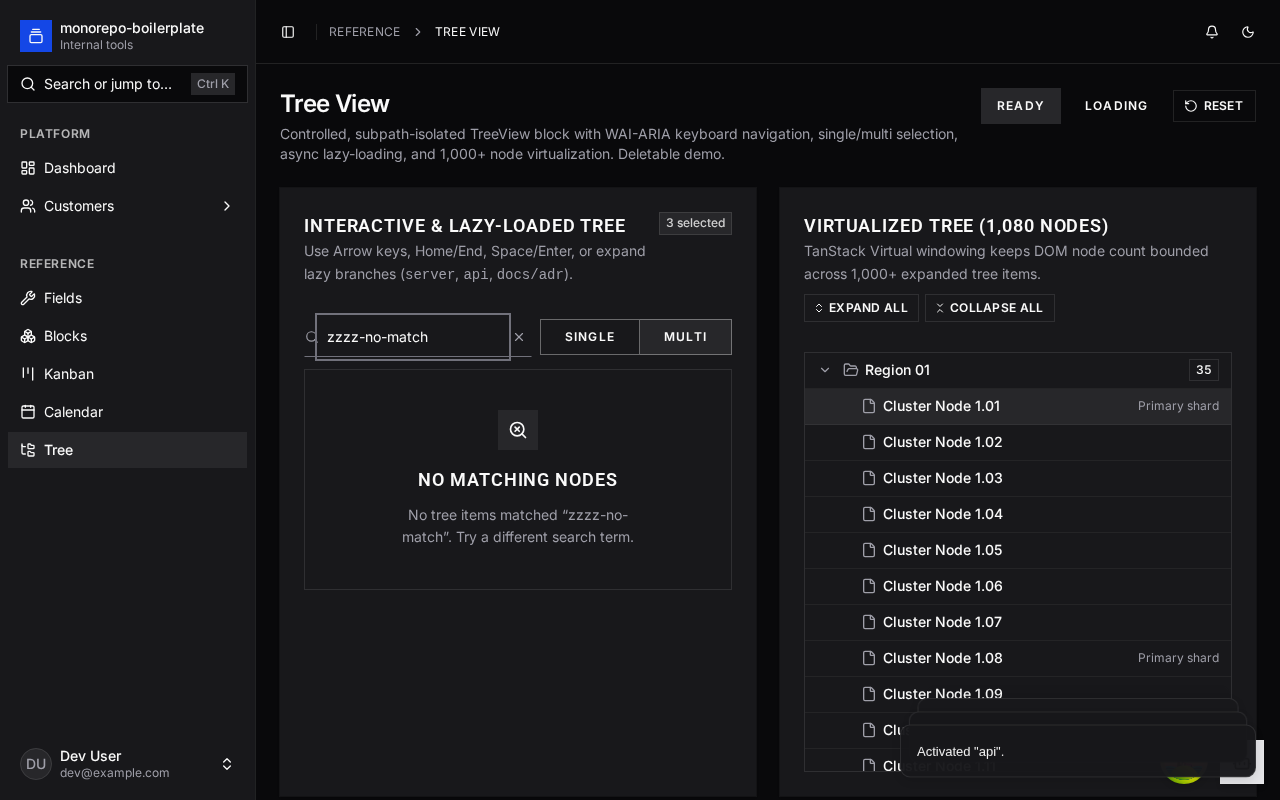 monorepo-boilerplate
Internal tools
Search or jump to...
Ctrl K
PLATFORM
Dashboard
Customers
REFERENCE
Fields
Blocks
Kanban
Calendar
Tree
DU
Dev User
dev@example.com
REFERENCE
TREE VIEW
Tree View
Controlled, subpath-isolated TreeView block with WAI-ARIA keyboard navigation, single/multi selection,
async lazy-loading, and 1,000+ node virtualization. Deletable demo.
READY
LOADING
RESET
INTERACTIVE & LAZY-LOADED TREE
3 selected
Use Arrow keys, Home/End, Space/Enter, or expand
lazy branches (server, api, docs/adr).
zzzz-no-match
SINGLE
MULTI
NO MATCHING NODES
No tree items matched “zzzz-no-
match”. Try a different search term.
VIRTUALIZED TREE (1,080 NODES)
TanStack Virtual windowing keeps DOM node count bounded
across 1,000+ expanded tree items.
EXPAND ALL
COLLAPSE ALL
Region 01
35
Cluster Node 1.01
Primary shard
Cluster Node 1.02
Cluster Node 1.03
Cluster Node 1.04
Cluster Node 1.05
Cluster Node 1.06
Cluster Node 1.07
Cluster Node 1.08
Primary shard
Cluster Node 1.09
Activated "api".